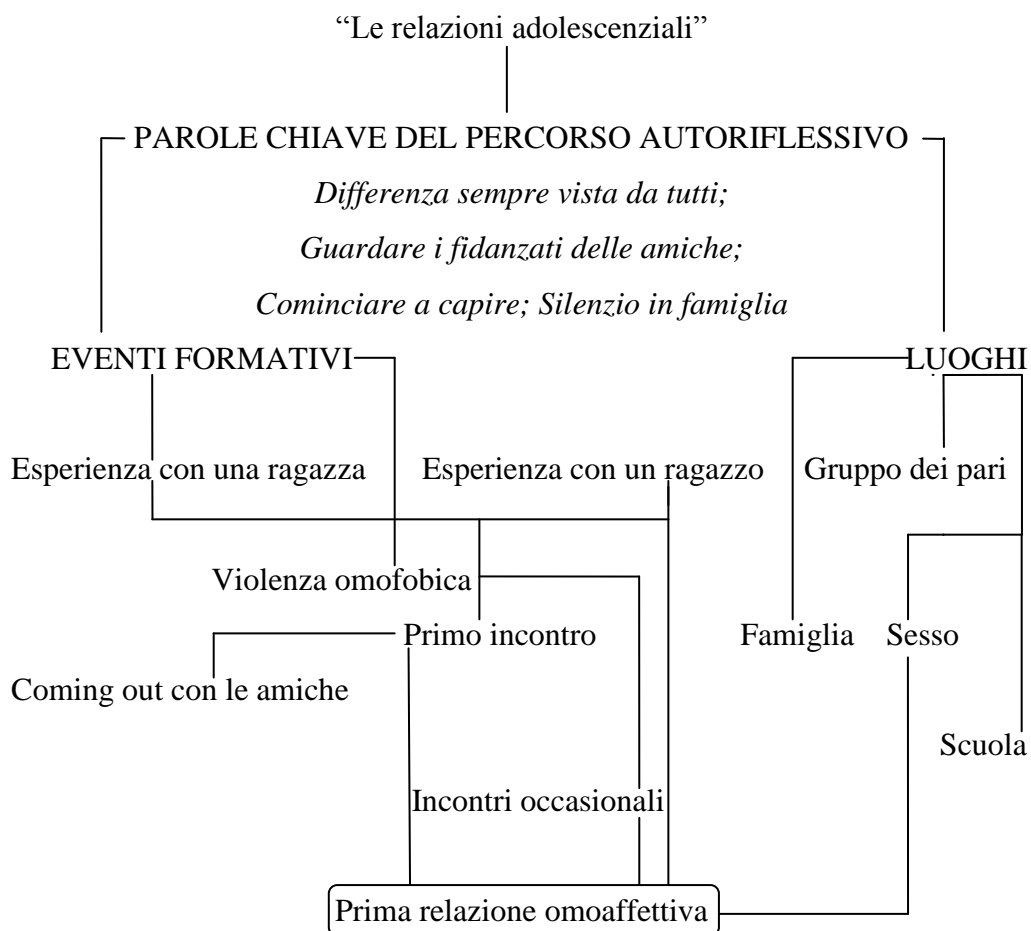 “Le relazioni adolescenziali”
PAROLE CHIAVE DEL PERCORSO AUTORIFLESSIVO
Differenza sempre vista da tutti;
Guardare i fidanzati delle amiche;
Cominciare a capire; Silenzio in famiglia
EVENTI FORMATIVI
LUOGHI
Esperienza con una ragazza
Esperienza con un ragazzo
Gruppo dei pari
Violenza omofobica
Primo incontro
Famiglia
Sesso
Coming out con le amiche
Scuola
Incontri occasionali
Prima relazione omoaffettiva